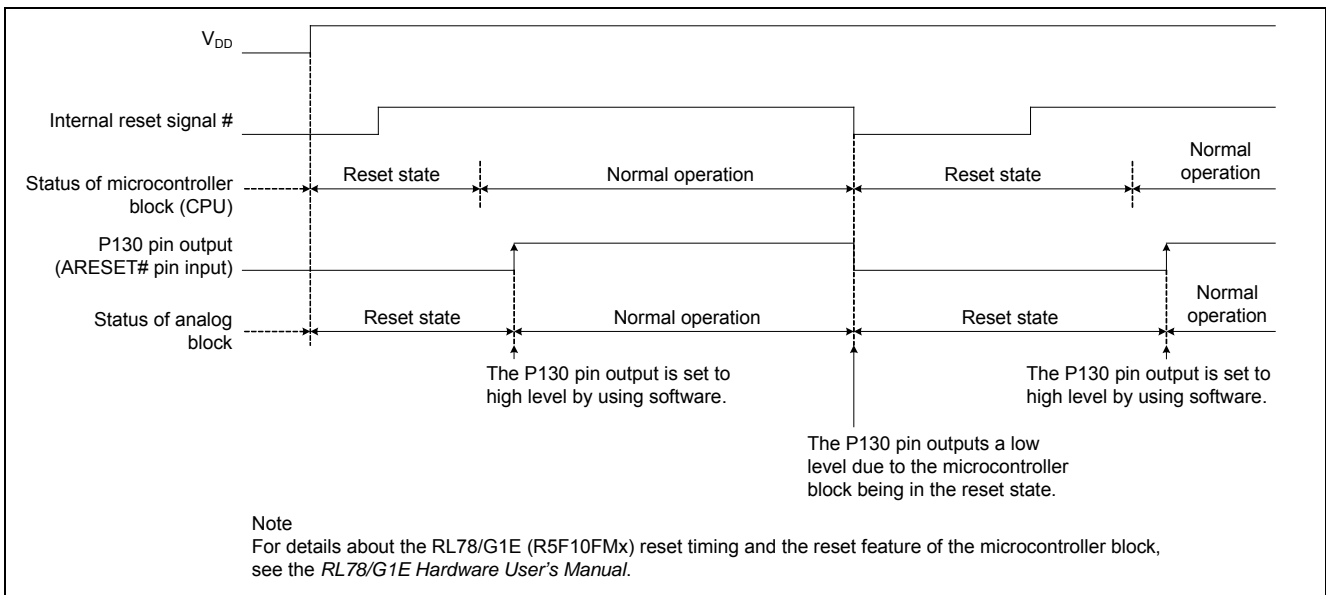 VDD
Internal reset signal #
Status of microcontroller
block (CPU)
Reset state
Normal operation
Reset state
Normal
operation
P130 pin output
(ARESET# pin input)
Status of analog
block
Reset state
Normal operation
Reset state
Normal
operation
The P130 pin output is set to
high level by using software.
The P130 pin output is set to
high level by using software.
The P130 pin outputs a low
level due to the microcontroller
block being in the reset state.
Note
For details about the RL78/G1E (R5F10FMx) reset timing and the reset feature of the microcontroller block,
see the RL78/G1E Hardware User's Manual.